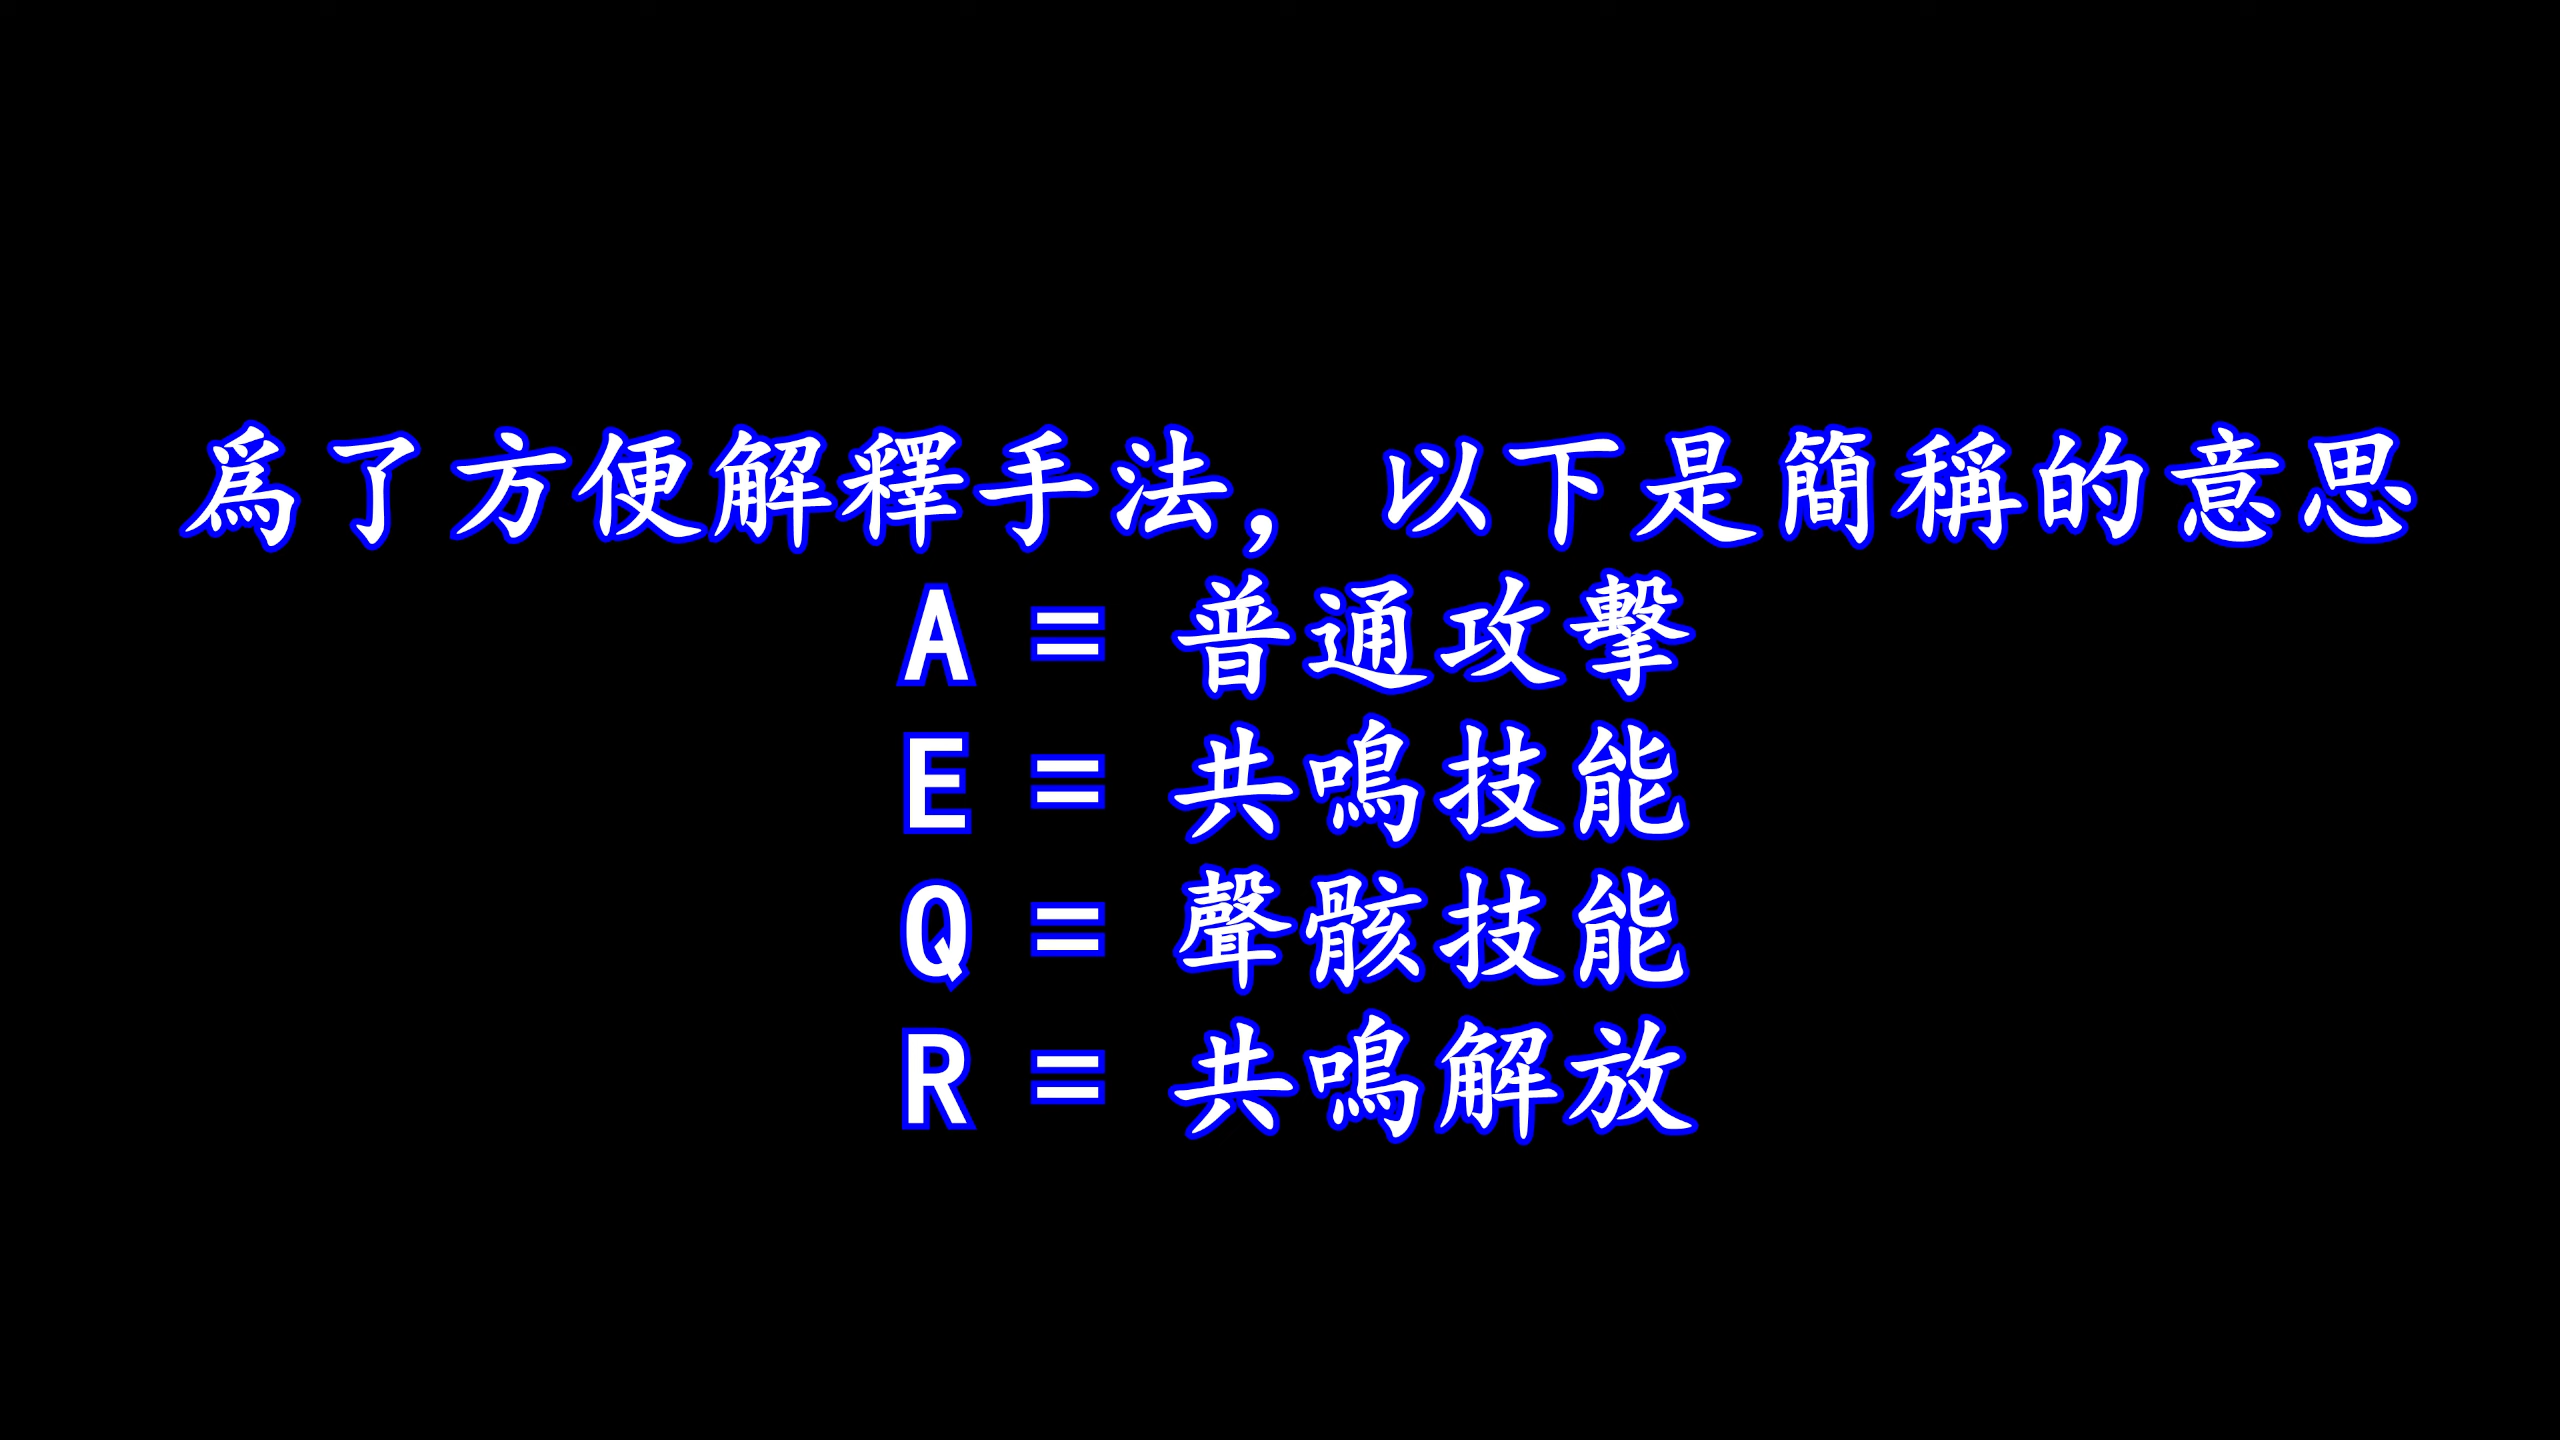 爲了方便解釋手法，以下是簡稱的意思
A = 普通攻擊
E = 共鳴技能
Q = 聲骸技能
R = 共鳴解放